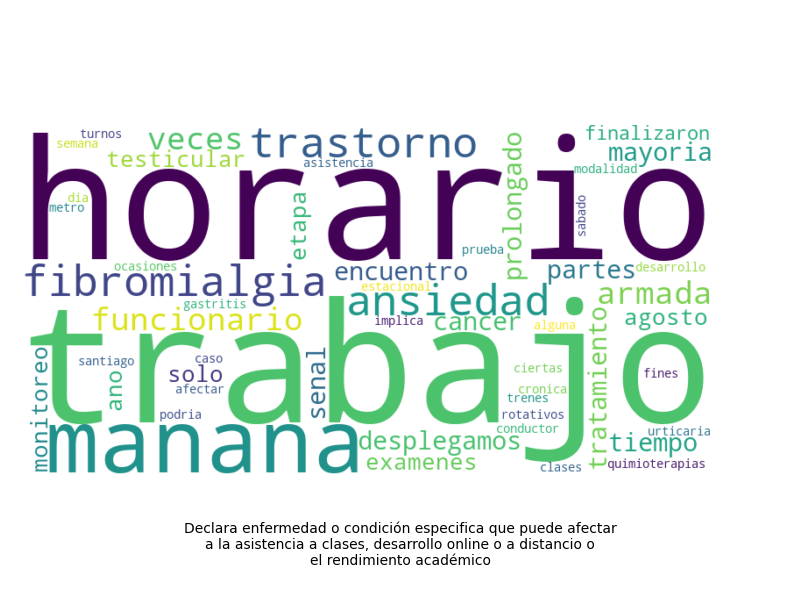 turnos
veces
trastorno
finalizaron
semana
testicular
asistencia
prolongado
mayoria
modalidad
horario
dia
metro
etapa
sabado
prueba
ocasiones
encuentro
partes
desarrollo
fibromialgia
estacional
ansiedad
armada
gastritis
funcionario
implica
cancer
alguna
agosto
trabajo
monitoreo
santiago
ano
caso
solo
afectar
senal
ciertas
cronica
trenes
tratamiento
fines
podria
rotativos
manana
desplegamos
conductor
urticaria
tiempo
examenes
clases
quimioterapias
Declara enfermedad o condición especifica que puede afectar
a la asistencia a clases, desarrollo online o a distancio o
el rendimiento académico